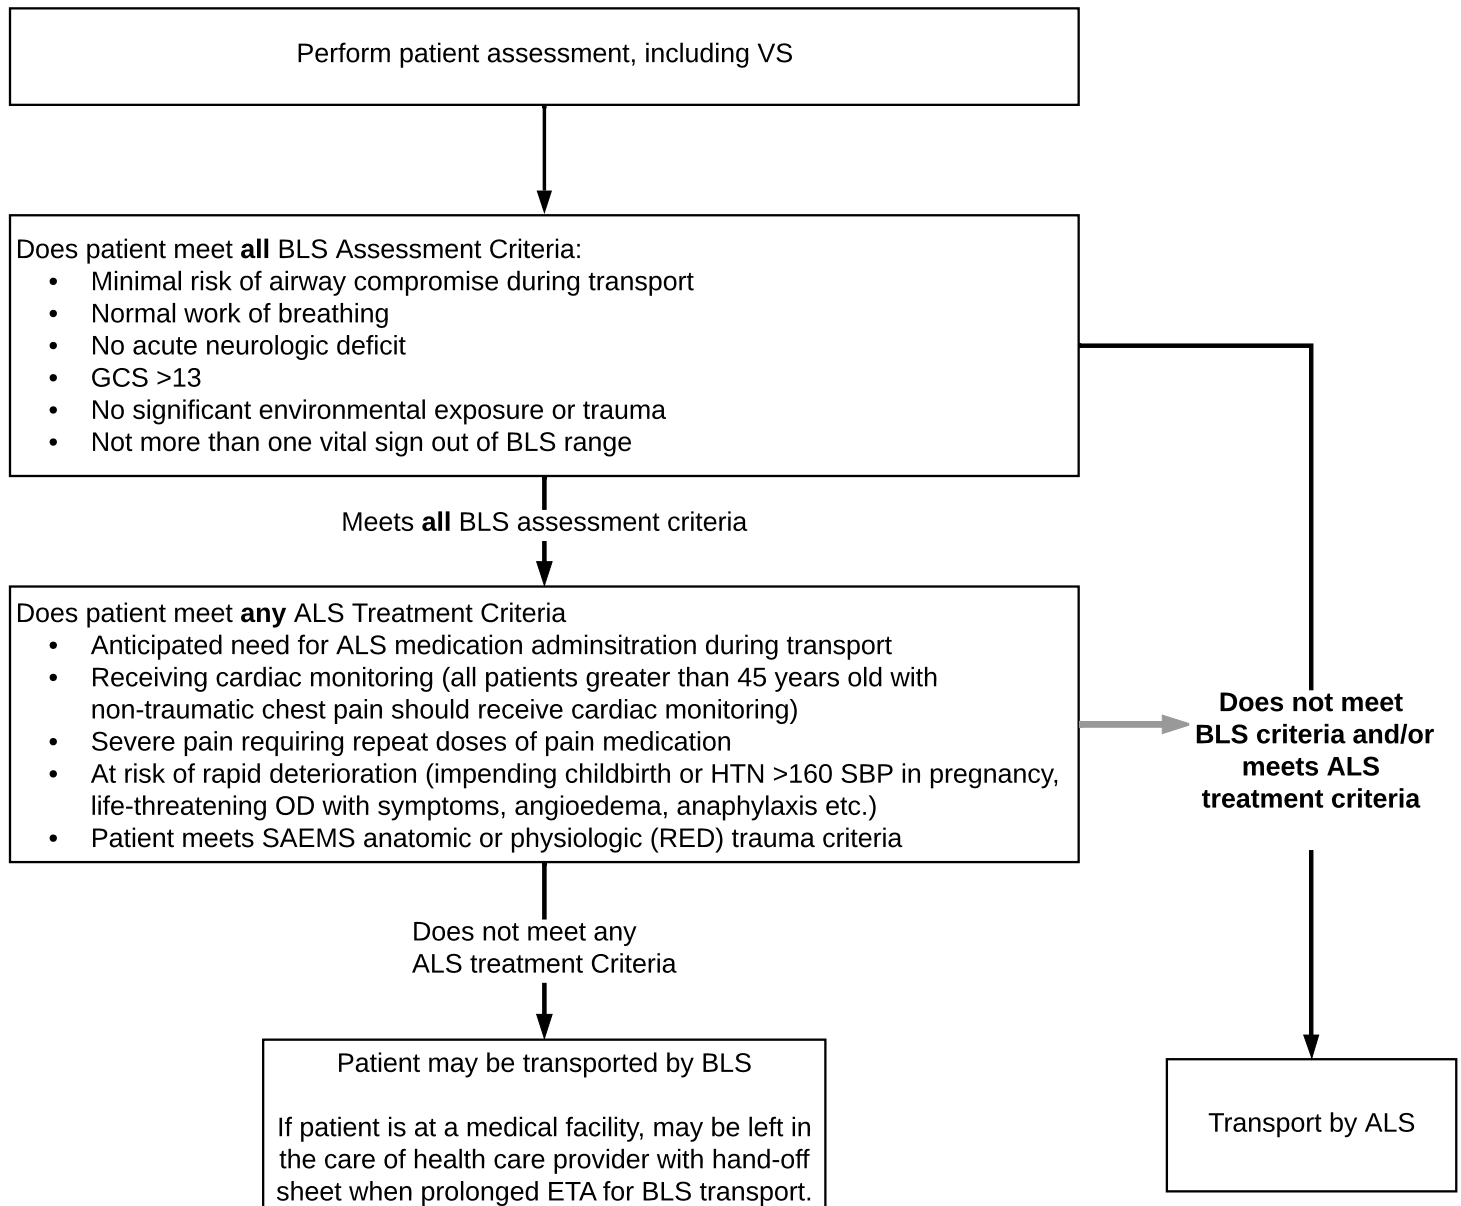 Perform patient assessment, including VS
Does patient meet all BLS Assessment Criteria:
• Minimal risk of airway compromise during transport
• Normal work of breathing
• No acute neurologic deficit
• GCS >13
• No significant environmental exposure or trauma
• Not more than one vital sign out of BLS range
Meets all BLS assessment criteria
Does patient meet any ALS Treatment Criteria
• Anticipated need for ALS medication adminsitration during transport
• Receiving cardiac monitoring (all patients greater than 45 years old with
non-traumatic chest pain should receive cardiac monitoring)
• Severe pain requiring repeat doses of pain medication
• At risk of rapid deterioration (impending childbirth or HTN >160 SBP in pregnancy,
life-threatening OD with symptoms, angioedema, anaphylaxis etc.)
• Patient meets SAEMS anatomic or physiologic (RED) trauma criteria
Does not meet
BLS criteria and/or
meets ALS
treatment criteria
Does not meet any
ALS treatment Criteria
Patient may be transported by BLS
If patient is at a medical facility, may be left in
the care of health care provider with hand-off
sheet when prolonged ETA for BLS transport.
Transport by ALS